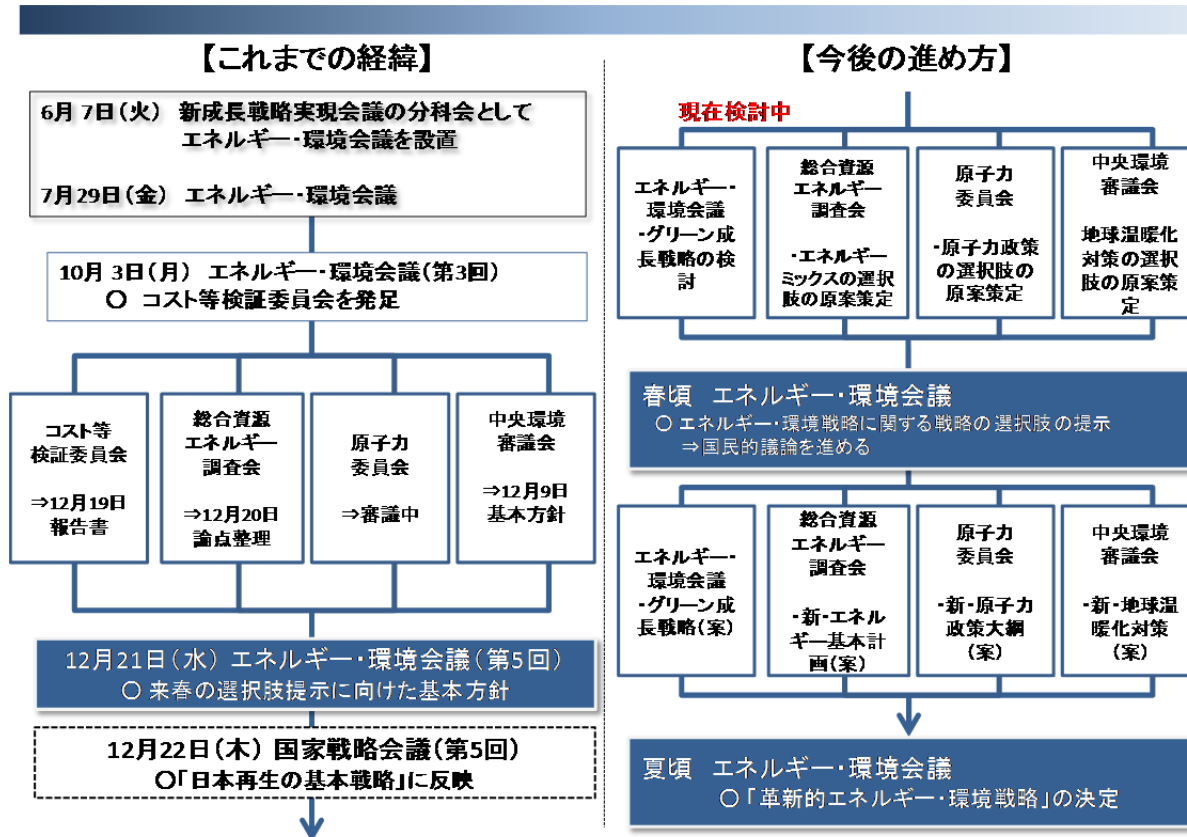 【これまでの経緯】
6月 7日(火) 新成長戦略実現会議の分科会として
エネルギー・環境会議を設置
7月29日(金) エネルギー・環境会議
10月 3日(月) エネルギー・環境会議(第3回)
○ コスト等検証委員会を発足
コスト等
検証委員会
⇒12月19日
報告書
総合資源
エネルギー
調査会
⇒12月20日
論点整理
原子力
委員会
⇒審議中
中央環境
審議会
⇒12月9日
基本方針
12月21日(水) エネルギー・環境会議(第5回)
○ 来春の選択肢提示に向けた基本方針
12月22日(木) 国家戦略会議(第5回)
○「日本再生の基本戦略」に反映
【今後の進め方】
現在検討中
エネルギー・
環境会議
・グリーン成
長戦略の検
討
総合資源
エネルギー
調査会
・エネルギー
ミックスの選択
肢の原案策定
原子力
委員会
・原子力政策
の選択肢の
原案策定
中央環境
審議会
地球温暖化
対策の選択
肢の原案策
定
春頃 エネルギー・環境会議
○ エネルギー・環境戦略に関する戦略の選択肢の提示
⇒国民的議論を進める
エネルギー・
環境会議
・グリーン成
長戦略(案)
総合資源
エネルギー
調査会
・新・エネル
ギー基本計
画(案)
原子力
委員会
・新・原子力
政策大綱
(案)
中央環境
審議会
・新・地球温
暖化対策
(案)
夏頃 エネルギー・環境会議
○「革新的エネルギー・環境戦略」の決定